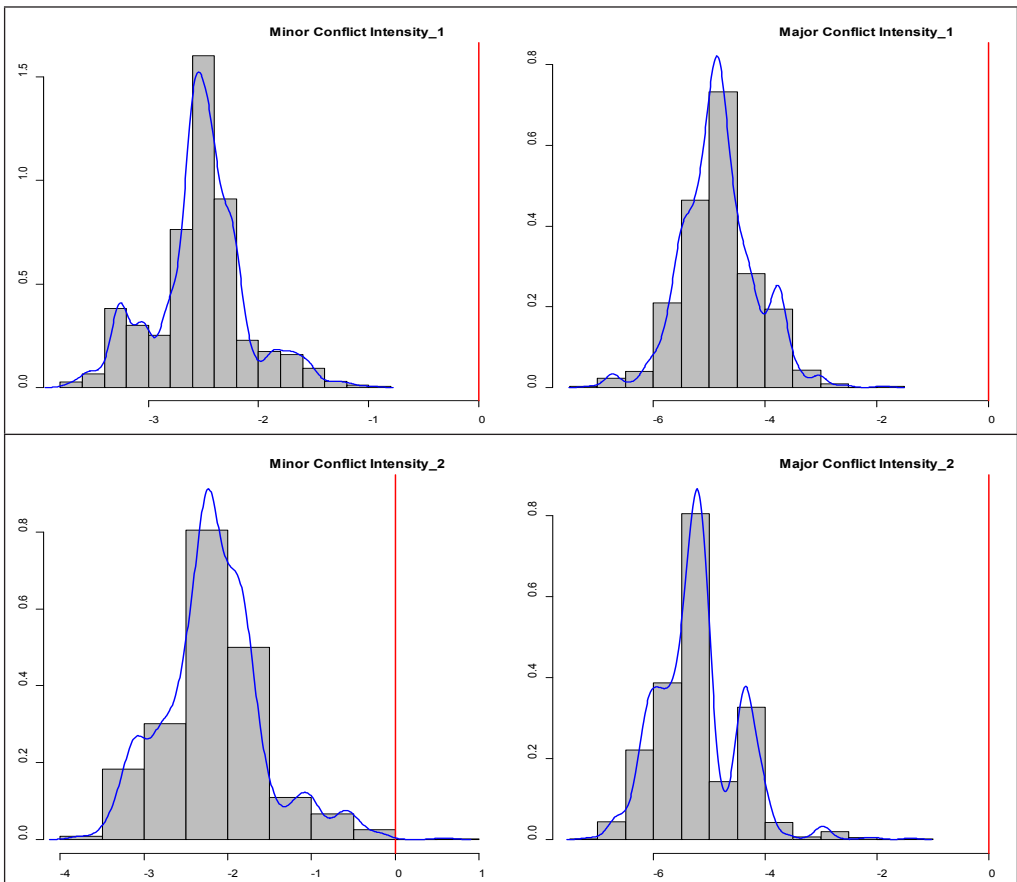 Minor Conflict Intensity_1
1.5
1.0
0.5
0.0
-3 -2 -1 0
Major Conflict Intensity_1
0.8
0.6
0.4
0.2
0.0
-6 -4 -2 0
Minor Conflict Intensity_2
0.8
0.6
0.4
0.2
0.0
-4 -3 -2 -1 0 1
Major Conflict Intensity_2
0.8
0.6
0.4
0.2
0.0
-6 -4 -2 0